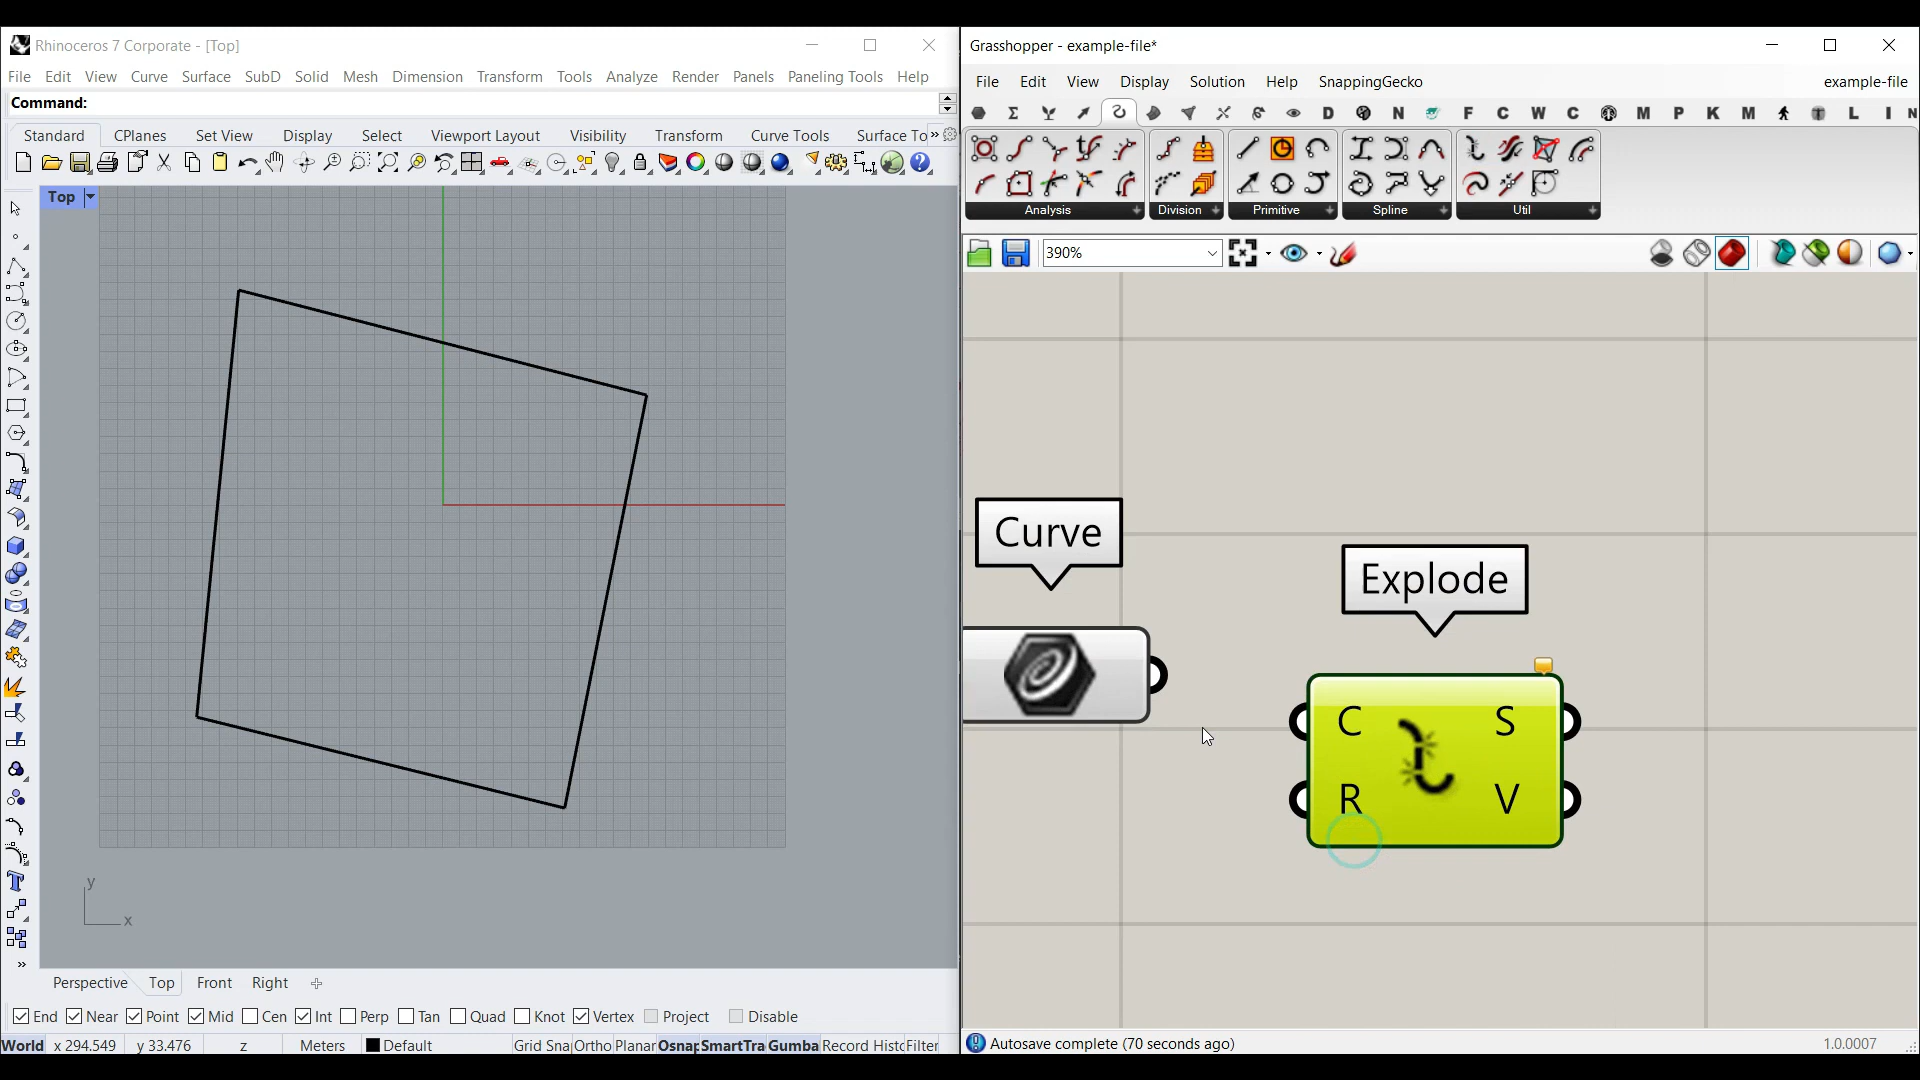 Rhinoceros 7 Corporate - [Top]
File Edit View Curve Surface SubD Solid Mesh Dimension Transform Tools Analyze Render Panels Paneling Tools Help
Command:
Standard CPlanes Set View Display Select Viewport Layout Visibility Transform Curve Tools Surface To
Top
y
x
Perspective Top Front Right
End Near Point Mid Cen Int Perp Tan Quad Knot Vertex Project Disable
World x 294.549 y 33.476 z Meters Default Grid Sna Ortho Planar Osnap SmartTra Gumba Record Histo Filter
Grasshopper - example-file*
File Edit View Display Solution Help SnappingGecko example-file
D N F C W C M P K M L I N
Analysis Division Primitive Spline Util
390%
Curve
Explode
C S
R V
Autosave complete (70 seconds ago) 1.0.0007